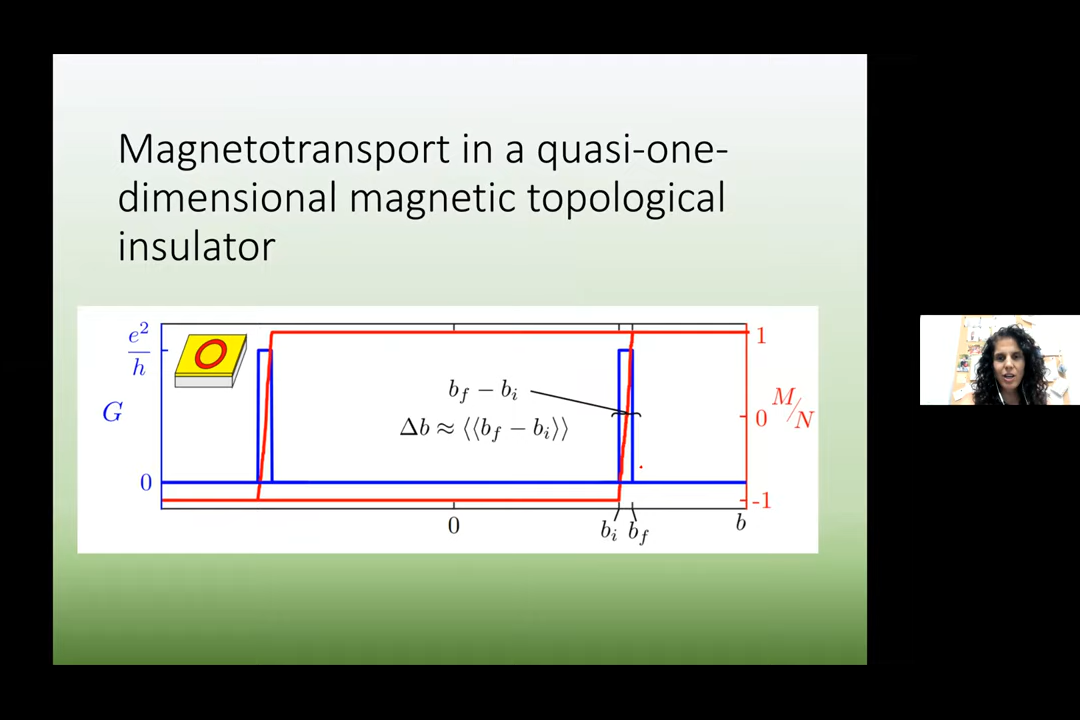 Magnetotransport in a quasi-one-
dimensional magnetic topological
insulator
e²/h
G
0
b_f − b_i
Δb ≈ ⟨⟨b_f − b_i⟩⟩
1
0
-1
M/N
0
b_i b_f
b